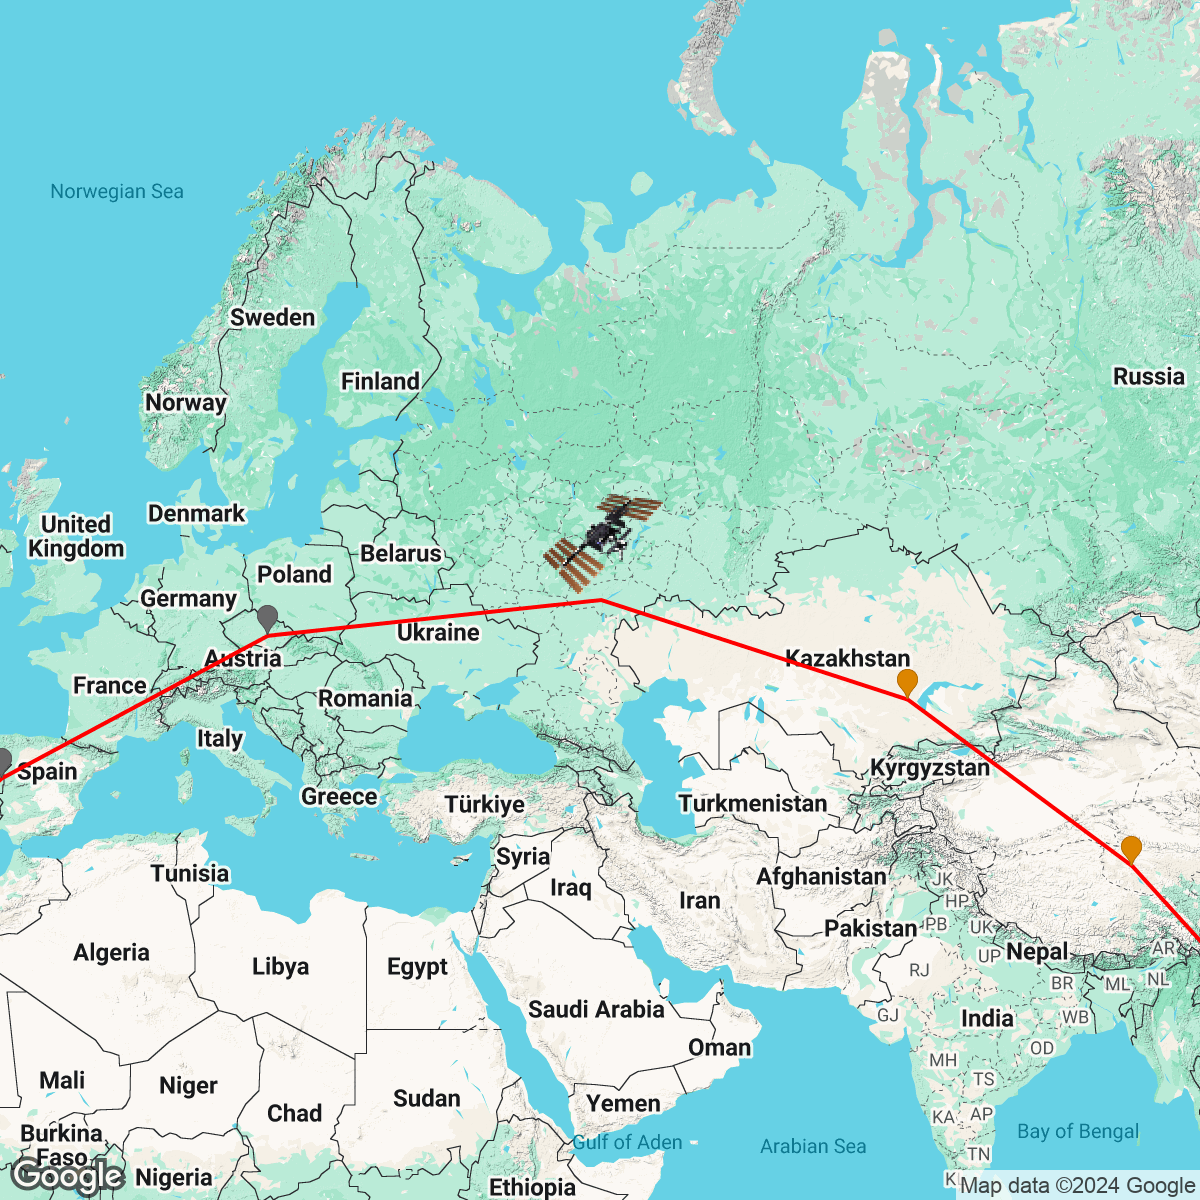 Norwegian Sea
Sweden
Finland
Russia
Norway
Denmark
United
Kingdom
Belarus
Poland
Germany
Ukraine
Austria
Kazakhstan
France
Romania
Italy
Spain
Kyrgyzstan
Greece
Türkiye
Turkmenistan
Syria
Tunisia
Afghanistan
JK
Iraq
Iran
HP
Pakistan
PB
UK
Algeria
Libya
Egypt
Nepal
AR
UP
RJ
BR
ML
NL
Saudi Arabia
GJ
India
WB
Oman
OD
MH
Mali
Niger
Chad
Sudan
Yemen
TS
KA
AP
Burkina
Faso
Gulf of Aden
Arabian Sea
Bay of Bengal
TN
Nigeria
Ethiopia
Google
Map data ©2024 Google